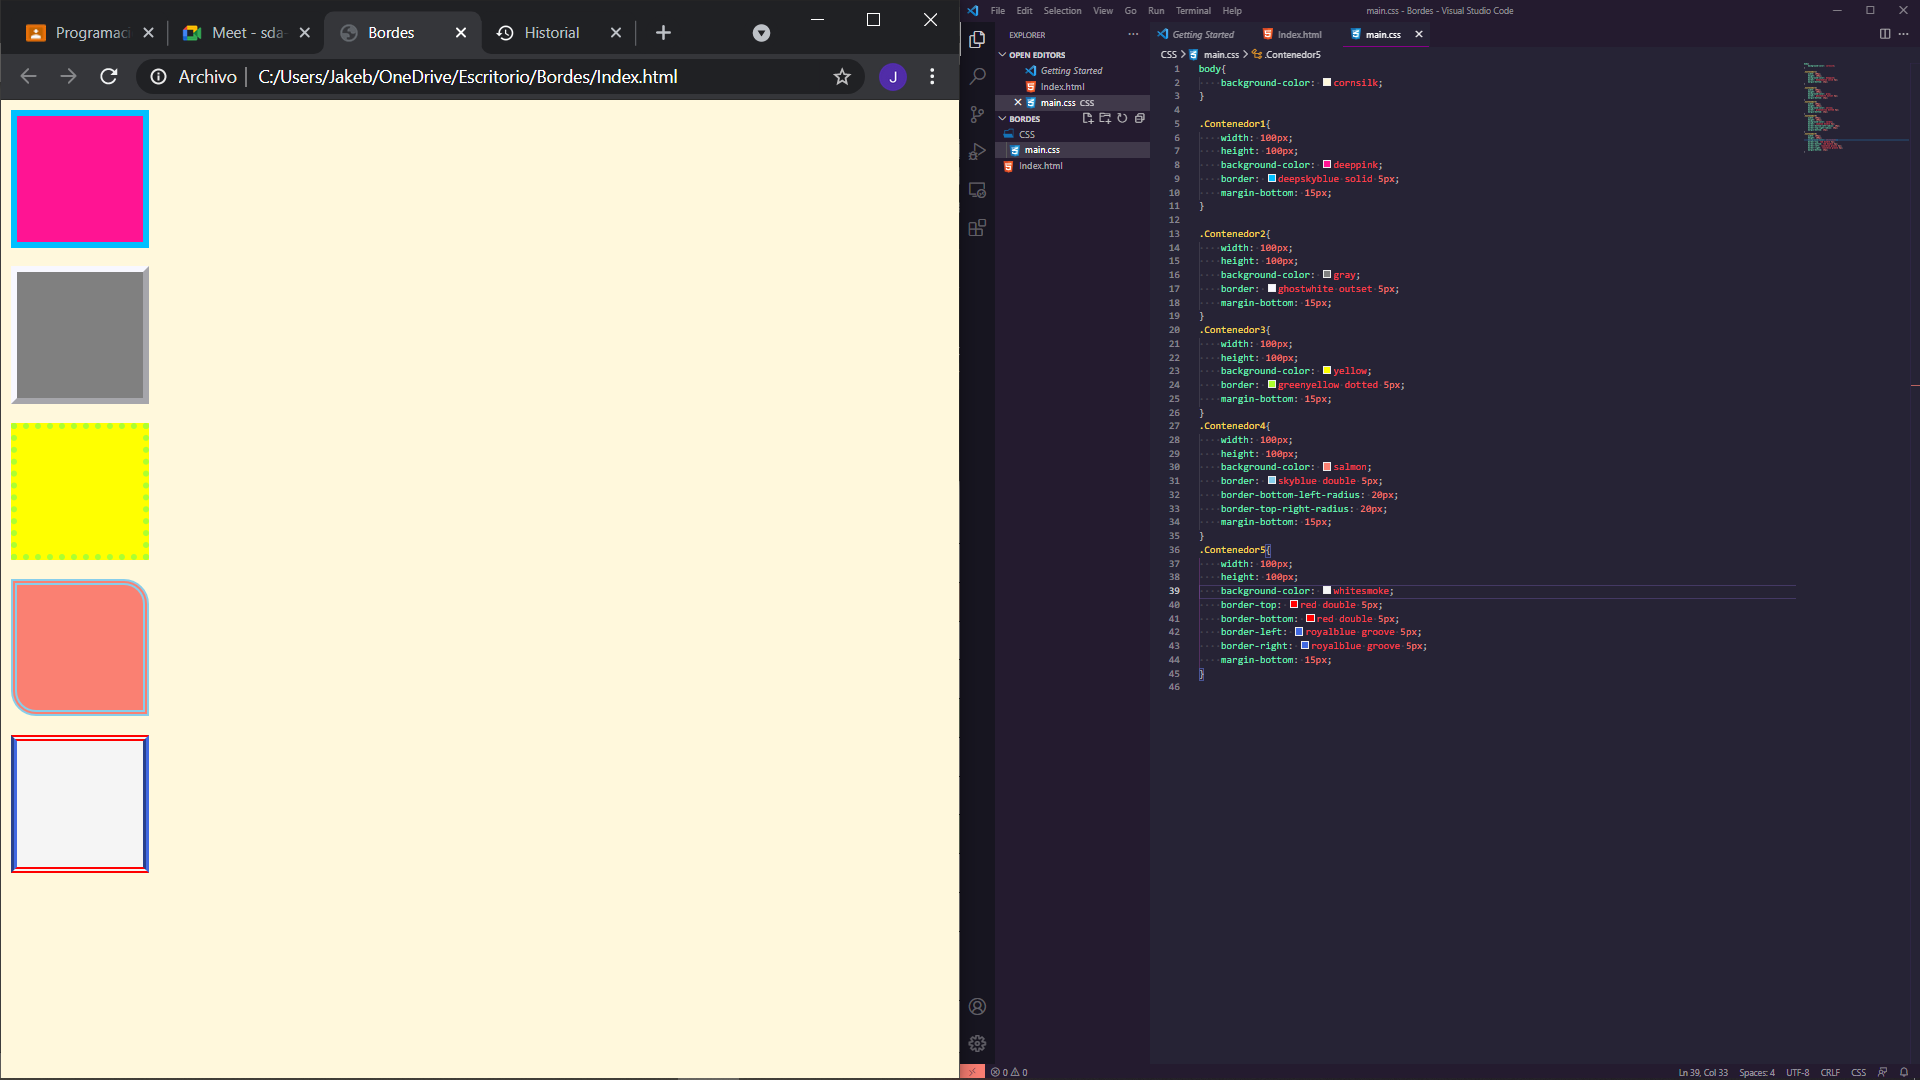 Programaci
Meet - sda-
Bordes
Historial
Archivo
C:/Users/Jakeb/OneDrive/Escritorio/Bordes/Index.html
J
File Edit Selection View Go Run Terminal Help
main.css - Bordes - Visual Studio Code
EXPLORER
OPEN EDITORS
Getting Started
Index.html
main.css CSS
BORDES
CSS
main.css
Index.html
Getting Started
Index.html
main.css
CSS > main.css > .Contenedor5
1 body{
2 background-color: cornsilk;
3 }
4
5 .Contenedor1{
6 width: 100px;
7 height: 100px;
8 background-color: deeppink;
9 border: deepskyblue solid 5px;
10 margin-bottom: 15px;
11 }
12
13 .Contenedor2{
14 width: 100px;
15 height: 100px;
16 background-color: gray;
17 border: ghostwhite outset 5px;
18 margin-bottom: 15px;
19 }
20 .Contenedor3{
21 width: 100px;
22 height: 100px;
23 background-color: yellow;
24 border: greenyellow dotted 5px;
25 margin-bottom: 15px;
26 }
27 .Contenedor4{
28 width: 100px;
29 height: 100px;
30 background-color: salmon;
31 border: skyblue double 5px;
32 border-bottom-left-radius: 20px;
33 border-top-right-radius: 20px;
34 margin-bottom: 15px;
35 }
36 .Contenedor5{
37 width: 100px;
38 height: 100px;
39 background-color: whitesmoke;
40 border-top: red double 5px;
41 border-bottom: red double 5px;
42 border-left: royalblue groove 5px;
43 border-right: royalblue groove 5px;
44 margin-bottom: 15px;
45 }
46
0 0
Ln 39, Col 33 Spaces: 4 UTF-8 CRLF CSS